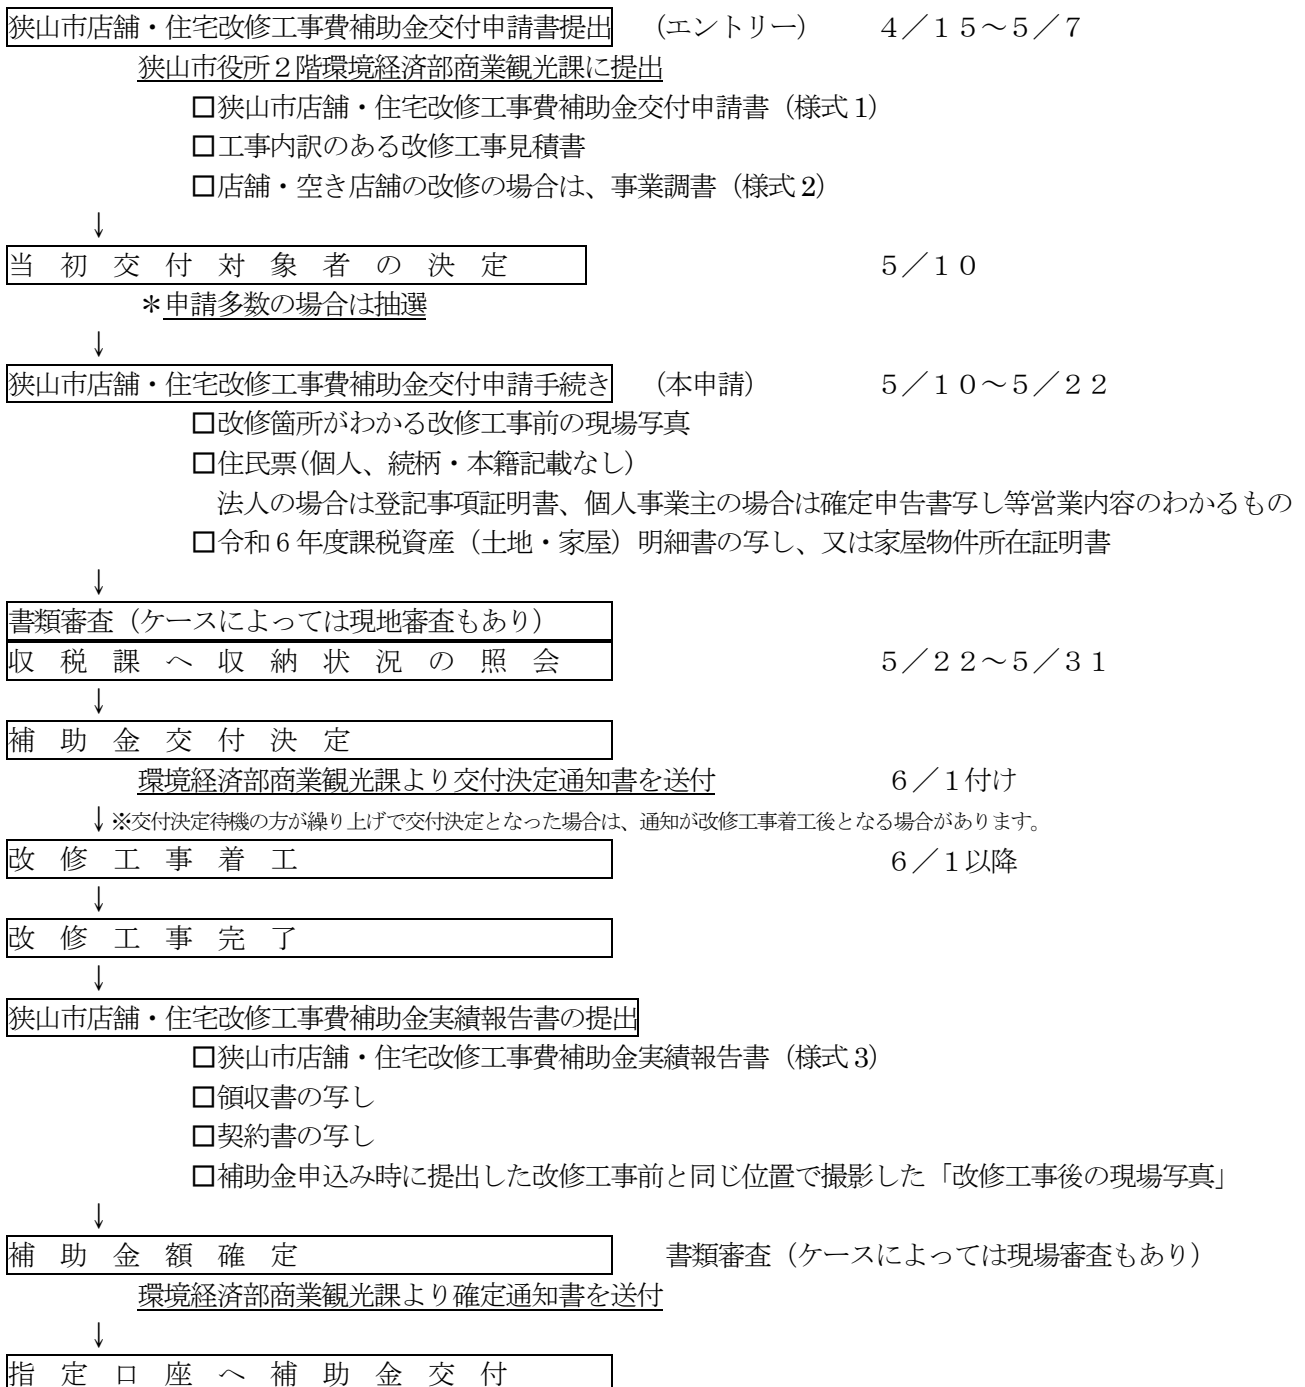 狭山市店舗・住宅改修工事費補助金交付申請書提出 （エントリー） ４／１５～５／７
狭山市役所２階環境経済部商業観光課に提出
□狭山市店舗・住宅改修工事費補助金交付申請書（様式1）
□工事内訳のある改修工事見積書
□店舗・空き店舗の改修の場合は、事業調書（様式2）
↓
当 初 交 付 対 象 者 の 決 定 ５／１０
＊申請多数の場合は抽選
↓
狭山市店舗・住宅改修工事費補助金交付申請手続き （本申請） ５／１０～５／２２
□改修箇所がわかる改修工事前の現場写真
□住民票(個人、続柄・本籍記載なし)
法人の場合は登記事項証明書、個人事業主の場合は確定申告書写し等営業内容のわかるもの
□令和６年度課税資産（土地・家屋）明細書の写し、又は家屋物件所在証明書
↓
書類審査（ケースによっては現地審査もあり）
収 税 課 へ 収 納 状 況 の 照 会 ５／２２～５／３１
↓
補 助 金 交 付 決 定
環境経済部商業観光課より交付決定通知書を送付 ６／１付け
↓※交付決定待機の方が繰り上げで交付決定となった場合は、通知が改修工事着工後となる場合があります。
改 修 工 事 着 工 ６／１以降
↓
改 修 工 事 完 了
↓
狭山市店舗・住宅改修工事費補助金実績報告書の提出
□狭山市店舗・住宅改修工事費補助金実績報告書（様式3）
□領収書の写し
□契約書の写し
□補助金申込み時に提出した改修工事前と同じ位置で撮影した「改修工事後の現場写真」
↓
補 助 金 額 確 定 書類審査（ケースによっては現場審査もあり）
環境経済部商業観光課より確定通知書を送付
↓
指 定 口 座 へ 補 助 金 交 付